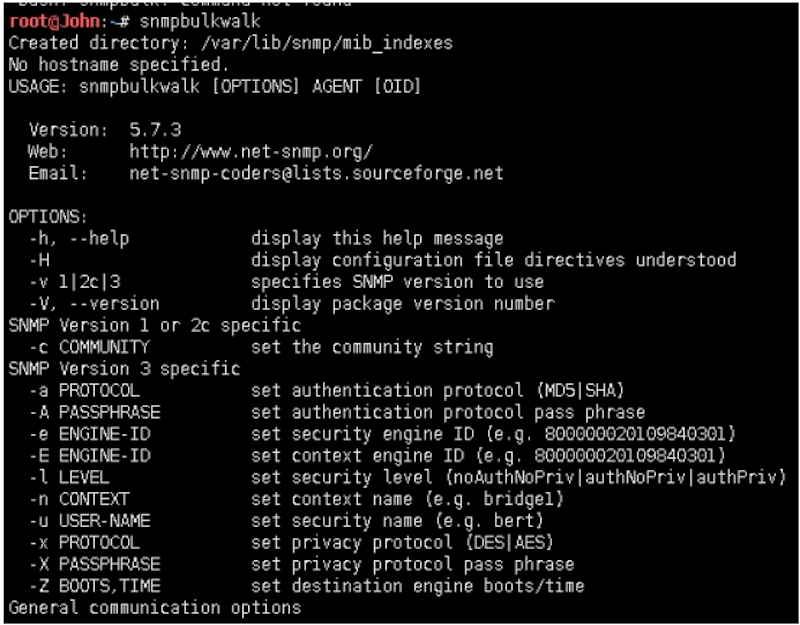 bash: snmpbulk: command not found
root@John:~# snmpbulkwalk
Created directory: /var/lib/snmp/mib_indexes
No hostname specified.
USAGE: snmpbulkwalk [OPTIONS] AGENT [OID]
Version:  5.7.3
Web:      http://www.net-snmp.org/
Email:    net-snmp-coders@lists.sourceforge.net
OPTIONS:
-h, --help            display this help message
-H                    display configuration file directives understood
-v 1|2c|3             specifies SNMP version to use
-V, --version         display package version number
SNMP Version 1 or 2c specific
-c COMMUNITY          set the community string
SNMP Version 3 specific
-a PROTOCOL           set authentication protocol (MD5|SHA)
-A PASSPHRASE         set authentication protocol pass phrase
-e ENGINE-ID          set security engine ID (e.g. 800000020109840301)
-E ENGINE-ID          set context engine ID (e.g. 800000020109840301)
-l LEVEL              set security level (noAuthNoPriv|authNoPriv|authPriv)
-n CONTEXT            set context name (e.g. bridge1)
-u USER-NAME          set security name (e.g. bert)
-x PROTOCOL           set privacy protocol (DES|AES)
-X PASSPHRASE         set privacy protocol pass phrase
-Z BOOTS,TIME         set destination engine boots/time
General communication options